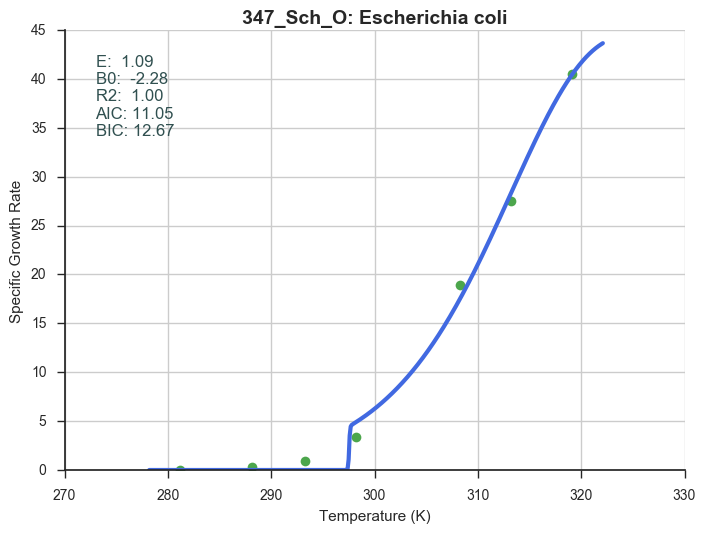 347_Sch_O: Escherichia coli
45
40
35
30
25
20
15
10
5
0
E: 1.09
B0: -2.28
R2: 1.00
AIC: 11.05
BIC: 12.67
Specific Growth Rate
270 280 290 300 310 320 330
Temperature (K)